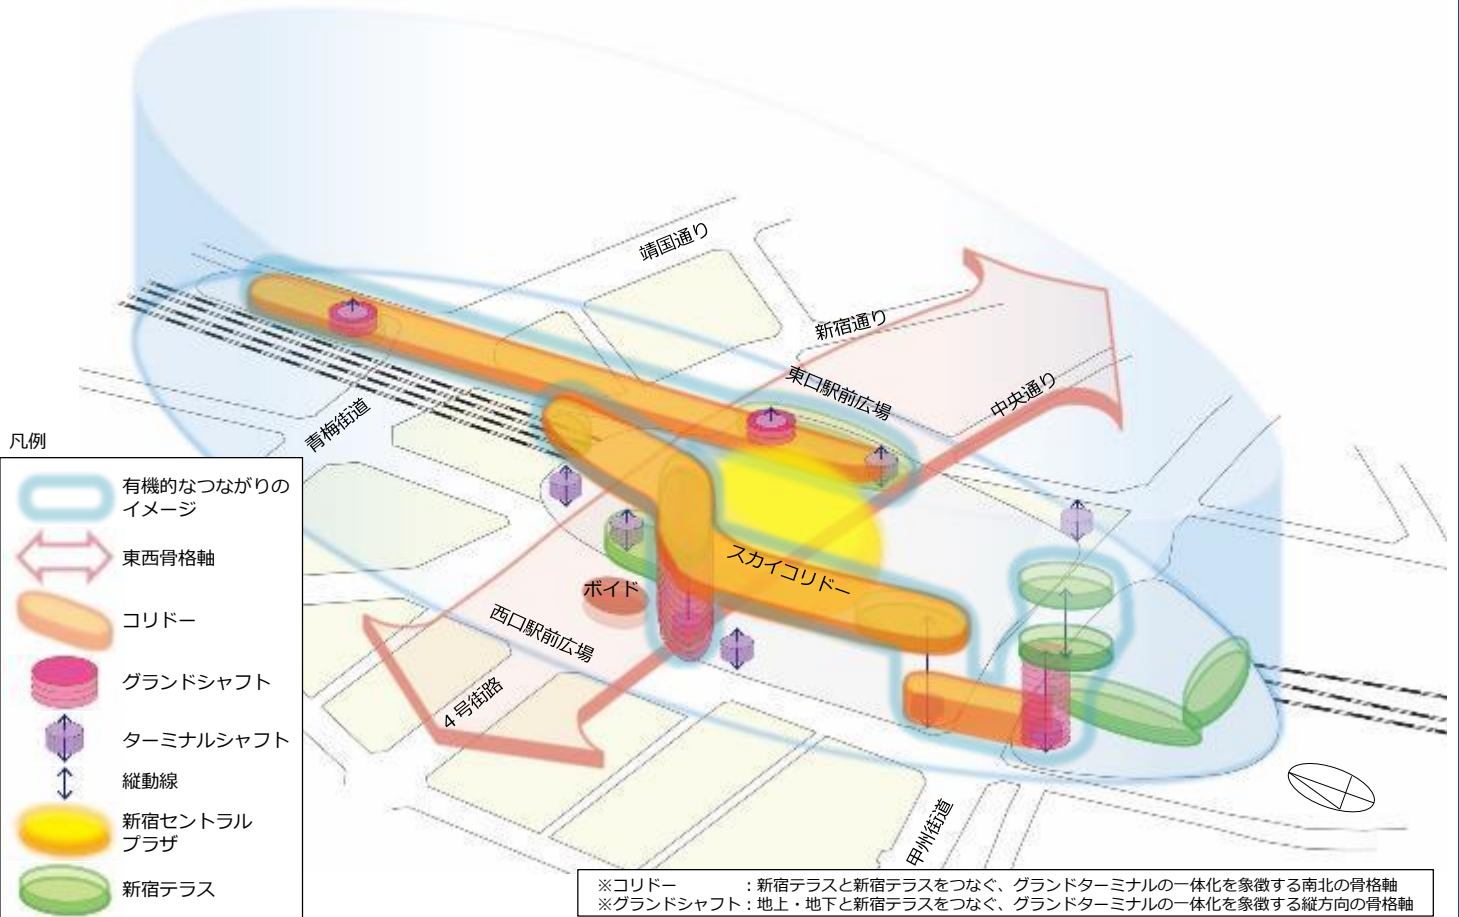 靖国通り
新宿通り
東口駅前広場
中央通り
青梅街道
スカイコリドー
ボイド
西口駅前広場
4号街路
甲州街道
凡例
有機的なつながりの
イメージ
東西骨格軸
コリドー
グランドシャフト
ターミナルシャフト
縦動線
新宿セントラル
プラザ
新宿テラス
※コリドー　　　：新宿テラスと新宿テラスをつなぐ、グランドターミナルの一体化を象徴する南北の骨格軸
※グランドシャフト：地上・地下と新宿テラスをつなぐ、グランドターミナルの一体化を象徴する縦方向の骨格軸